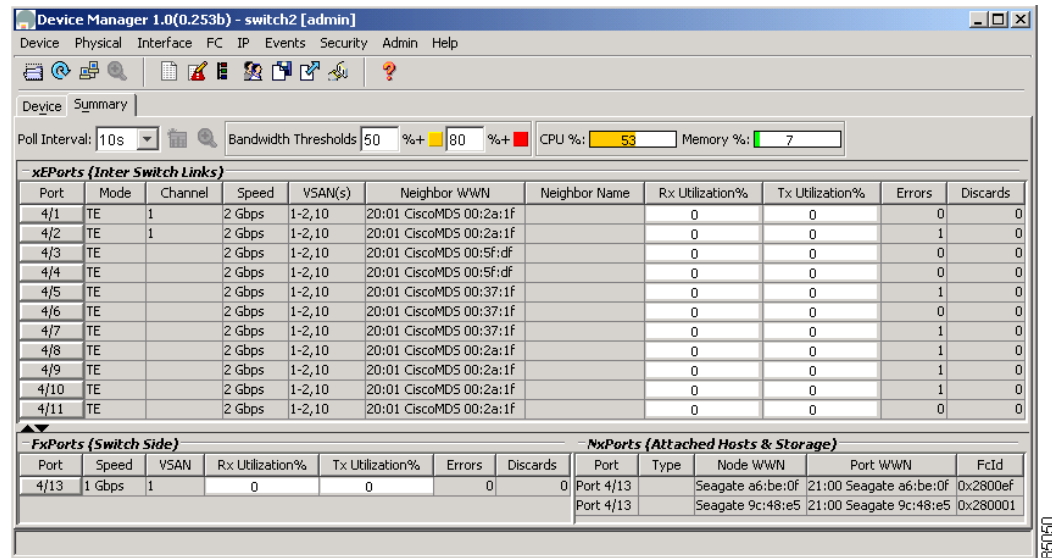 Device Manager 1.0(0.253b) - switch2 [admin]
Device Physical Interface FC IP Events Security Admin Help
Device Summary
Poll Interval: 10s Bandwidth Thresholds 50 %+ 80 %+ CPU %: 53 Memory %: 7
xEPorts {Inter Switch Links}
Port Mode Channel Speed VSAN(s) Neighbor WWN Neighbor Name Rx Utilization% Tx Utilization% Errors Discards
4/1 TE 1 2 Gbps 1-2,10 20:01 CiscoMDS 00:2a:1f 0 0 0 0
4/2 TE 1 2 Gbps 1-2,10 20:01 CiscoMDS 00:2a:1f 0 0 1 0
4/3 TE 2 Gbps 1-2,10 20:01 CiscoMDS 00:5f:df 0 0 0 0
4/4 TE 2 Gbps 1-2,10 20:01 CiscoMDS 00:5f:df 0 0 0 0
4/5 TE 2 Gbps 1-2,10 20:01 CiscoMDS 00:37:1f 0 0 1 0
4/6 TE 2 Gbps 1-2,10 20:01 CiscoMDS 00:37:1f 0 0 0 0
4/7 TE 2 Gbps 1-2,10 20:01 CiscoMDS 00:37:1f 0 0 1 0
4/8 TE 2 Gbps 1-2,10 20:01 CiscoMDS 00:2a:1f 0 0 1 0
4/9 TE 2 Gbps 1-2,10 20:01 CiscoMDS 00:2a:1f 0 0 1 0
4/10 TE 2 Gbps 1-2,10 20:01 CiscoMDS 00:2a:1f 0 0 1 0
4/11 TE 2 Gbps 1-2,10 20:01 CiscoMDS 00:2a:1f 0 0 0 0
FxPorts {Switch Side}
Port Speed VSAN Rx Utilization% Tx Utilization% Errors Discards
4/13 1 Gbps 1 0 0 0 0
NxPorts {Attached Hosts & Storage}
Port Type Node WWN Port WWN FcId
Port 4/13 Seagate a6:be:0f 21:00 Seagate a6:be:0f 0x2800ef
Port 4/13 Seagate 9c:48:e5 21:00 Seagate 9c:48:e5 0x280001
85050